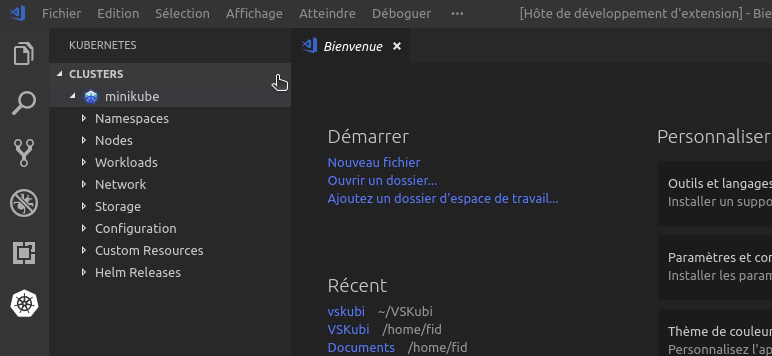 Fichier Edition Sélection Affichage Atteindre Déboguer ··· [Hôte de développement d'extension] - Bie
KUBERNETES
Bienvenue
CLUSTERS
minikube
Namespaces
Nodes
Workloads
Network
Storage
Configuration
Custom Resources
Helm Releases
Démarrer
Nouveau fichier
Ouvrir un dossier...
Ajoutez un dossier d'espace de travail...
Récent
vskubi ~/VSKubi
VSKubi /home/fid
Documents /home/fid
Personnaliser
Outils et langages
Installer un suppo
Paramètres et con
Installer les param
Thème de couleur
Personnalisez l'ap